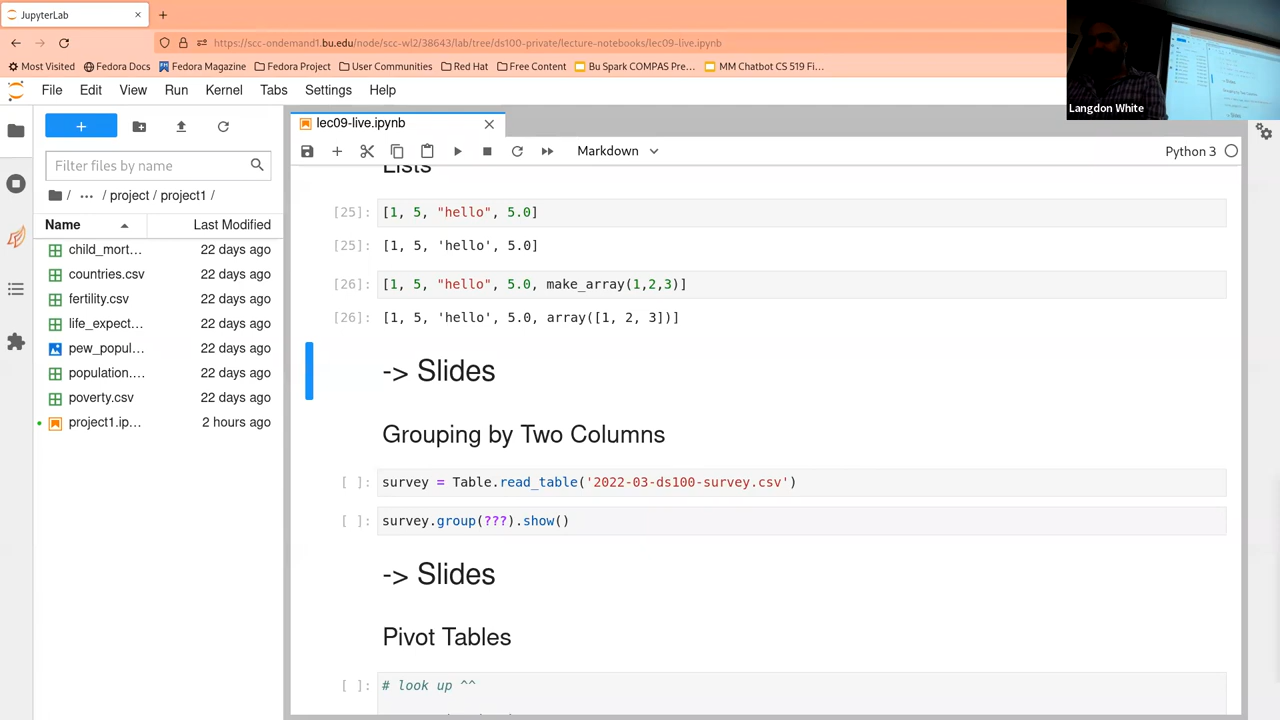 JupyterLab
https://scc-ondemand1.bu.edu/node/scc-wl2/38643/lab/tree/ds100-private/lecture-notebooks/lec09-live.ipynb
Most Visited Fedora Docs Fedora Magazine Fedora Project User Communities Red Hat Free Content Bu Spark COMPAS Pre… MM Chatbot CS 519 Fi…
Langdon White
File Edit View Run Kernel Tabs Settings Help
lec09-live.ipynb
Filter files by name
Markdown
Python 3
/ … / project / project1 /
Name Last Modified
child_mort… 22 days ago
countries.csv 22 days ago
fertility.csv 22 days ago
life_expect… 22 days ago
pew_popul… 22 days ago
population.… 22 days ago
poverty.csv 22 days ago
project1.ip… 2 hours ago
Lists
[25]: [1, 5, "hello", 5.0]
[25]: [1, 5, 'hello', 5.0]
[26]: [1, 5, "hello", 5.0, make_array(1,2,3)]
[26]: [1, 5, 'hello', 5.0, array([1, 2, 3])]
-> Slides
Grouping by Two Columns
[ ]: survey = Table.read_table('2022-03-ds100-survey.csv')
[ ]: survey.group(???).show()
-> Slides
Pivot Tables
[ ]: # look up ^^